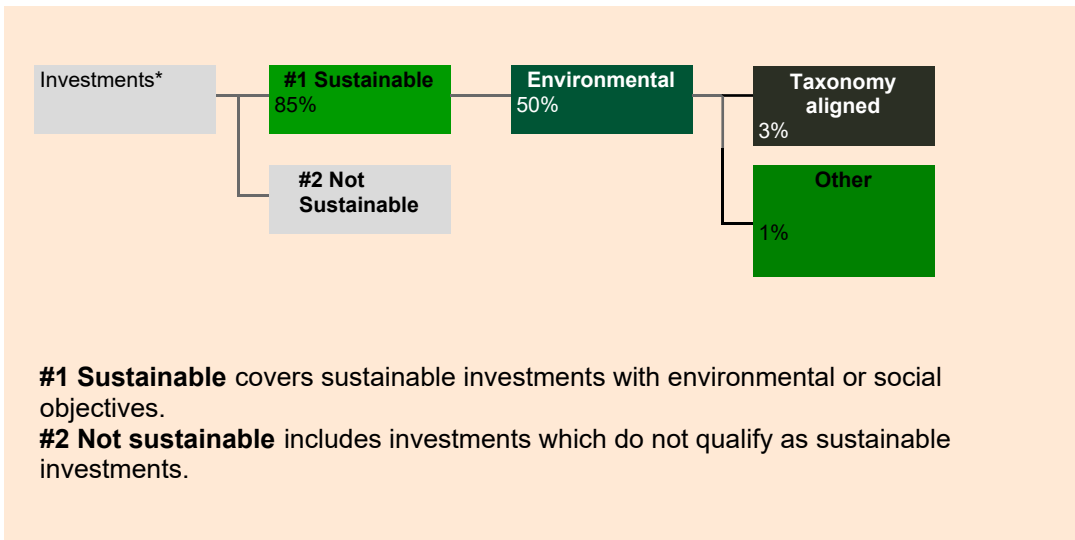 Investments*
#1 Sustainable
85%
Environmental
50%
Taxonomy
aligned
3%
#2 Not
Sustainable
Other
1%
#1 Sustainable covers sustainable investments with environmental or social
objectives.
#2 Not sustainable includes investments which do not qualify as sustainable
investments.